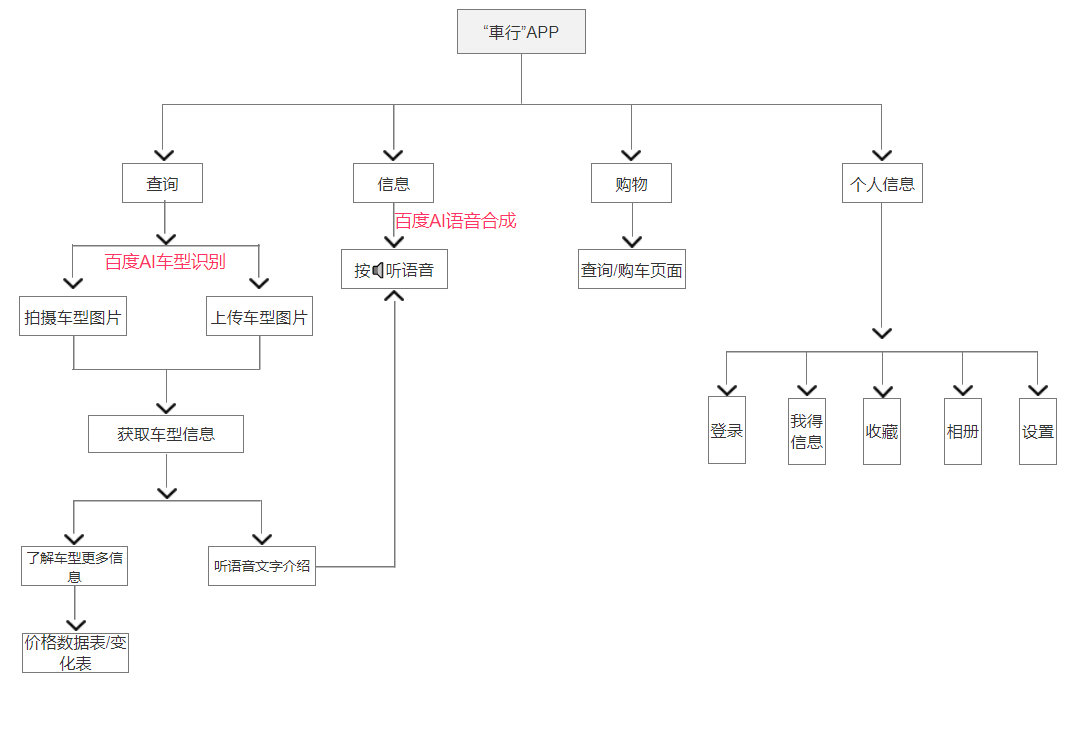 “車行”APP
查询
信息
购物
个人信息
百度AI语音合成
百度AI车型识别
按听语音
查询/购车页面
拍摄车型图片
上传车型图片
获取车型信息
登录
我得
信息
收藏
相册
设置
了解车型更多信
息
听语音文字介绍
价格数据表/变
化表